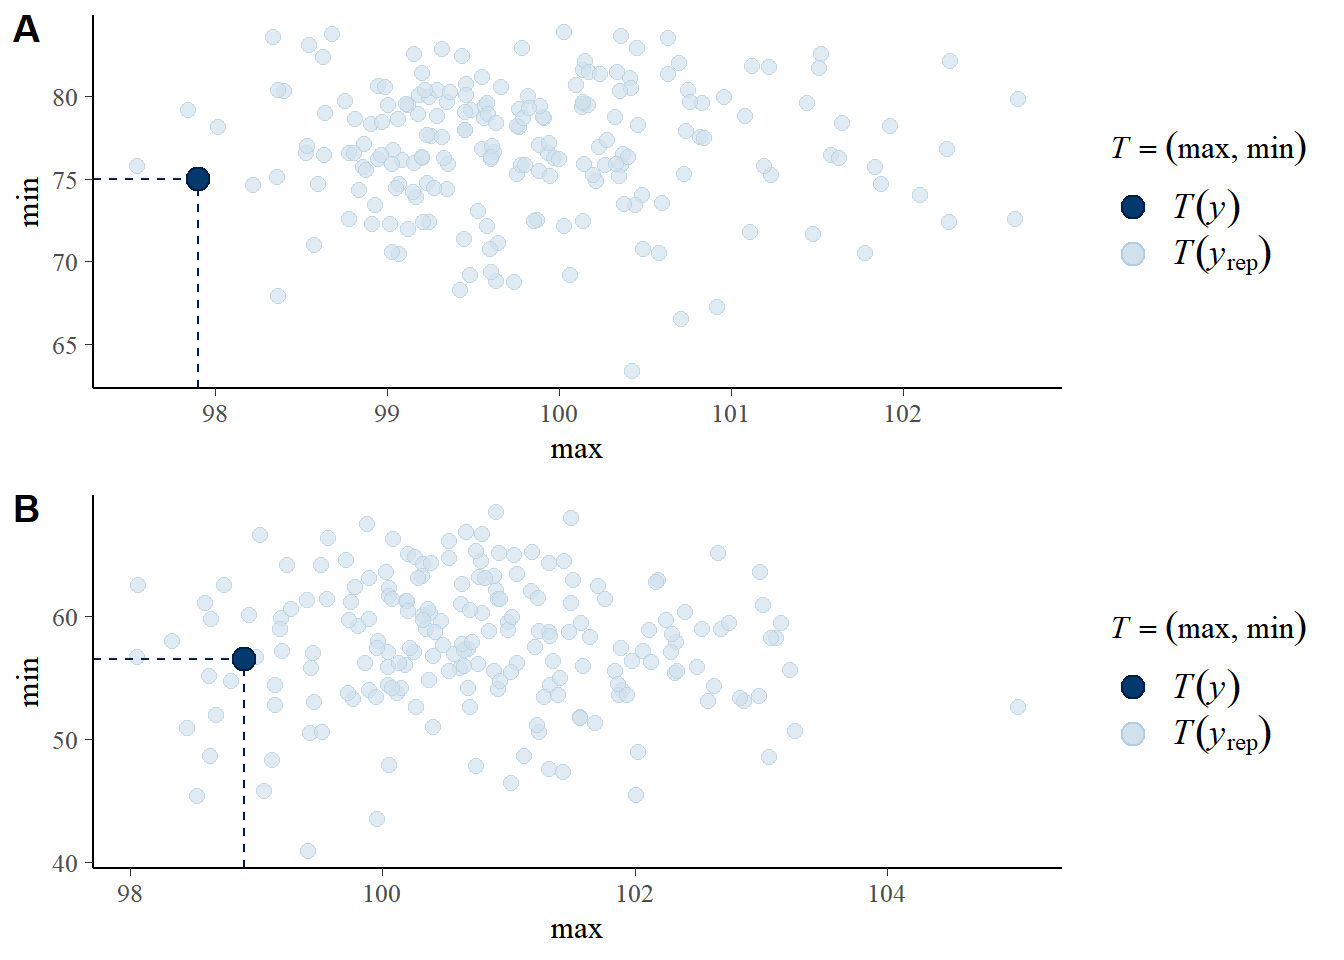 A
80
75
70
65
min
98
99
100
101
102
max
T = (max, min)
T(y)
T(yrep)
B
60
50
40
min
98
100
102
104
max
T = (max, min)
T(y)
T(yrep)